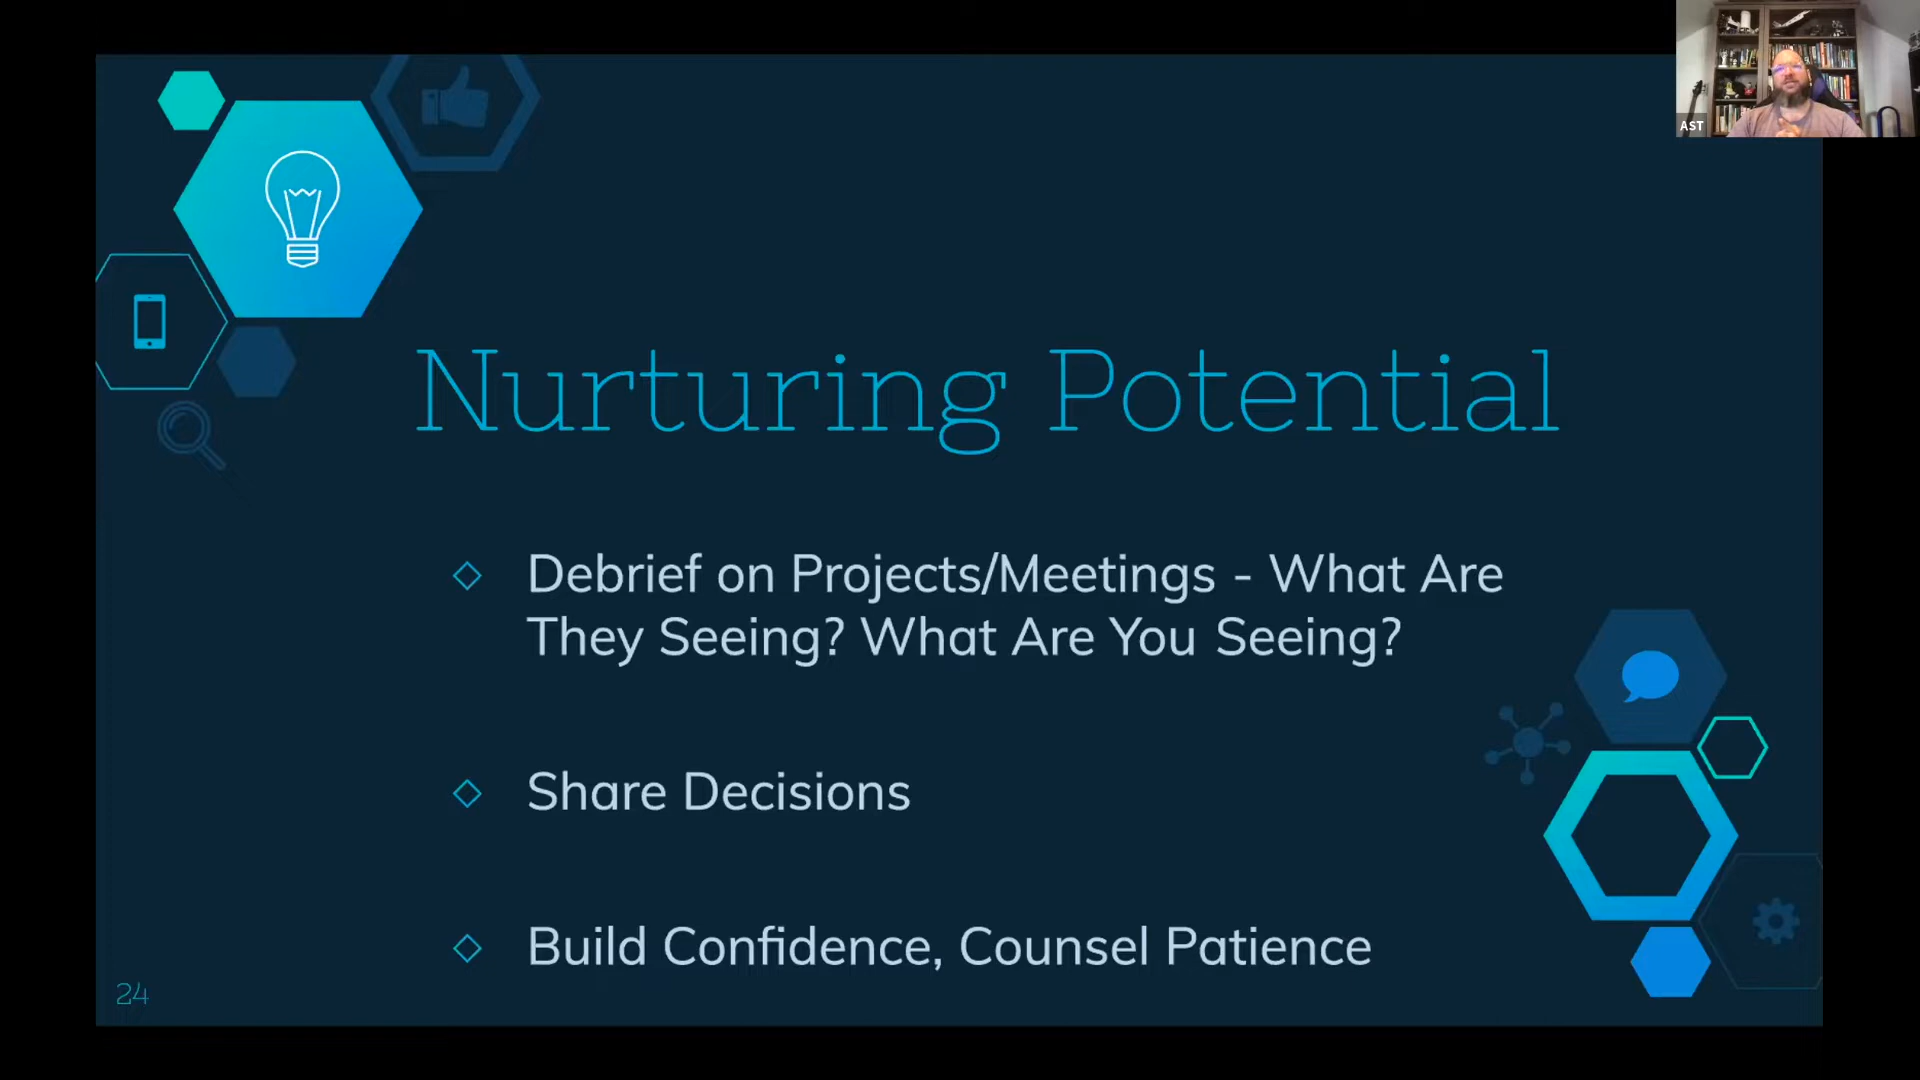 AST
Nurturing Potential
Debrief on Projects/Meetings - What Are
They Seeing? What Are You Seeing?
Share Decisions
Build Confidence, Counsel Patience
24